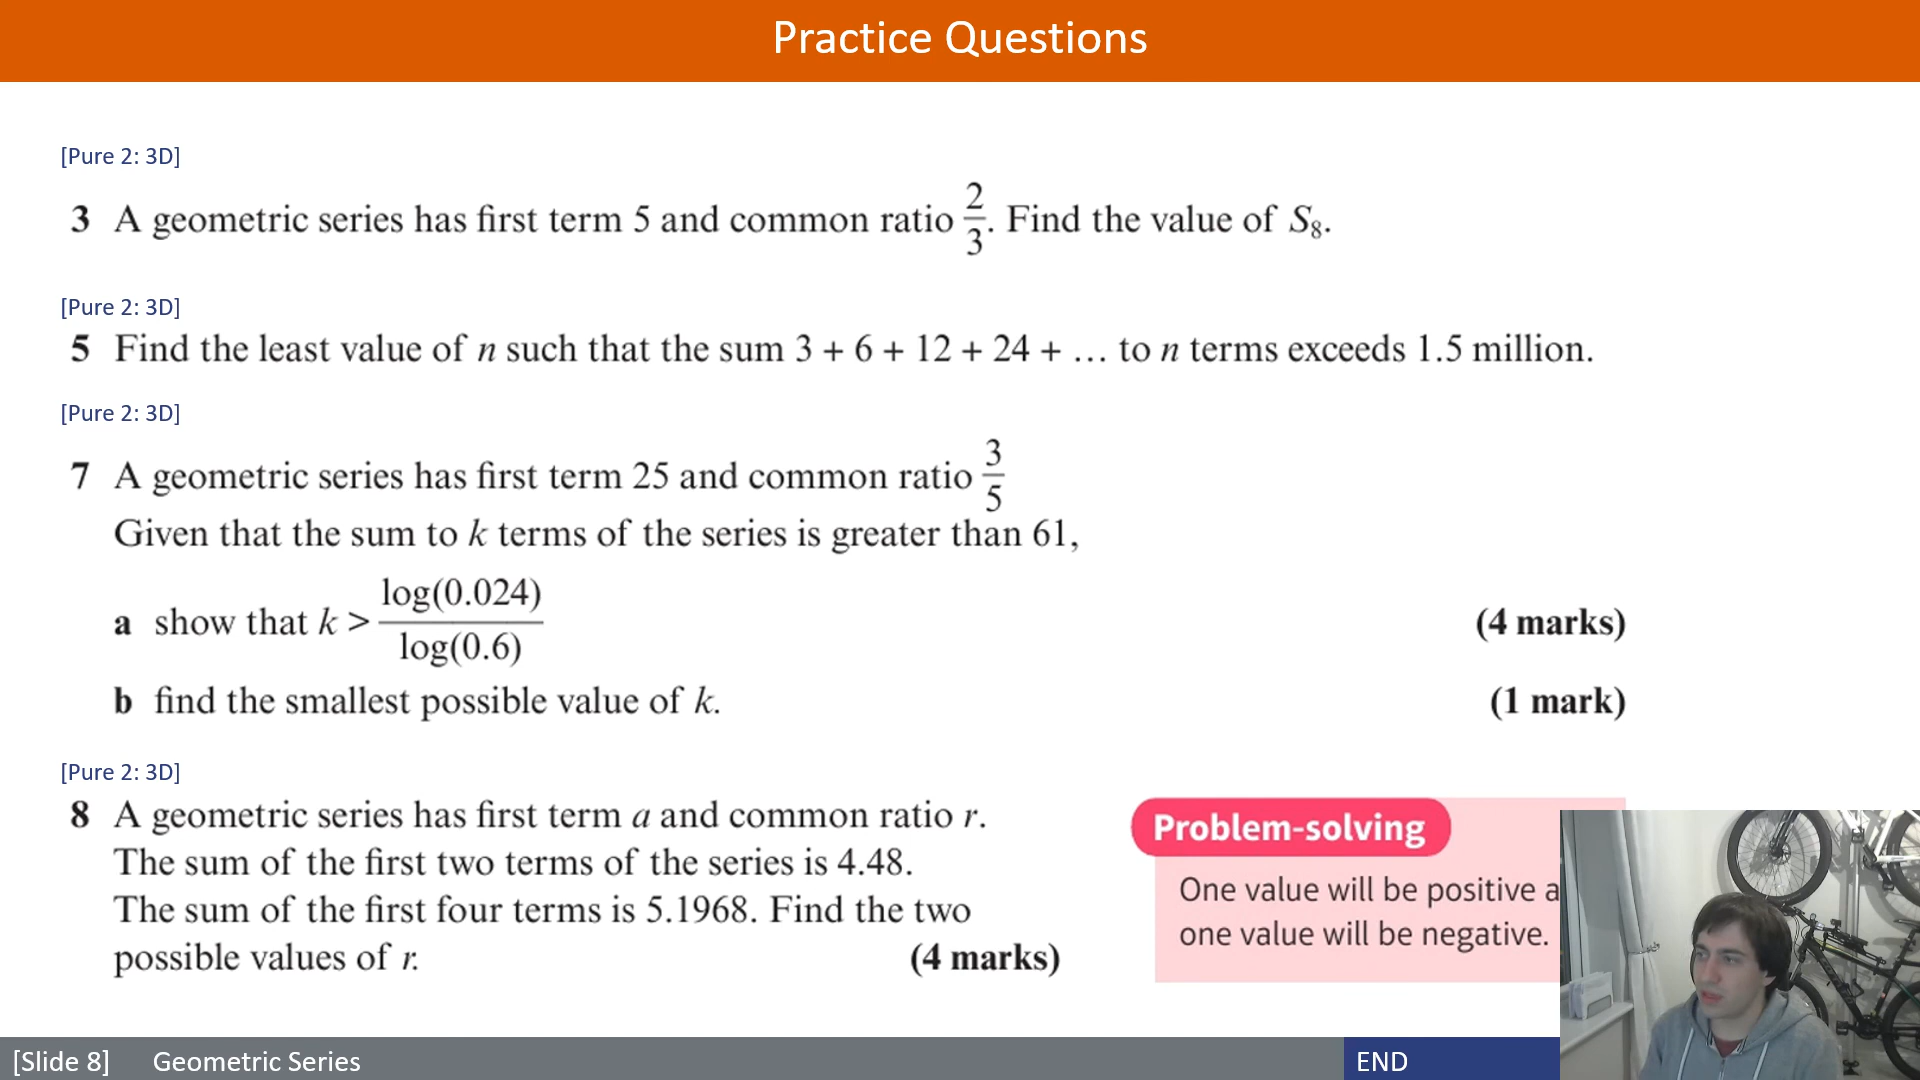 Practice Questions
[Pure 2: 3D]
3 A geometric series has first term 5 and common ratio 2/3. Find the value of S₈.
[Pure 2: 3D]
5 Find the least value of n such that the sum 3 + 6 + 12 + 24 + … to n terms exceeds 1.5 million.
[Pure 2: 3D]
7 A geometric series has first term 25 and common ratio 3/5
Given that the sum to k terms of the series is greater than 61,
a show that k > log(0.024)/log(0.6) (4 marks)
b find the smallest possible value of k. (1 mark)
[Pure 2: 3D]
8 A geometric series has first term a and common ratio r.
The sum of the first two terms of the series is 4.48.
The sum of the first four terms is 5.1968. Find the two
possible values of r. (4 marks)
Problem-solving
One value will be positive a
one value will be negative.
[Slide 8] Geometric Series END